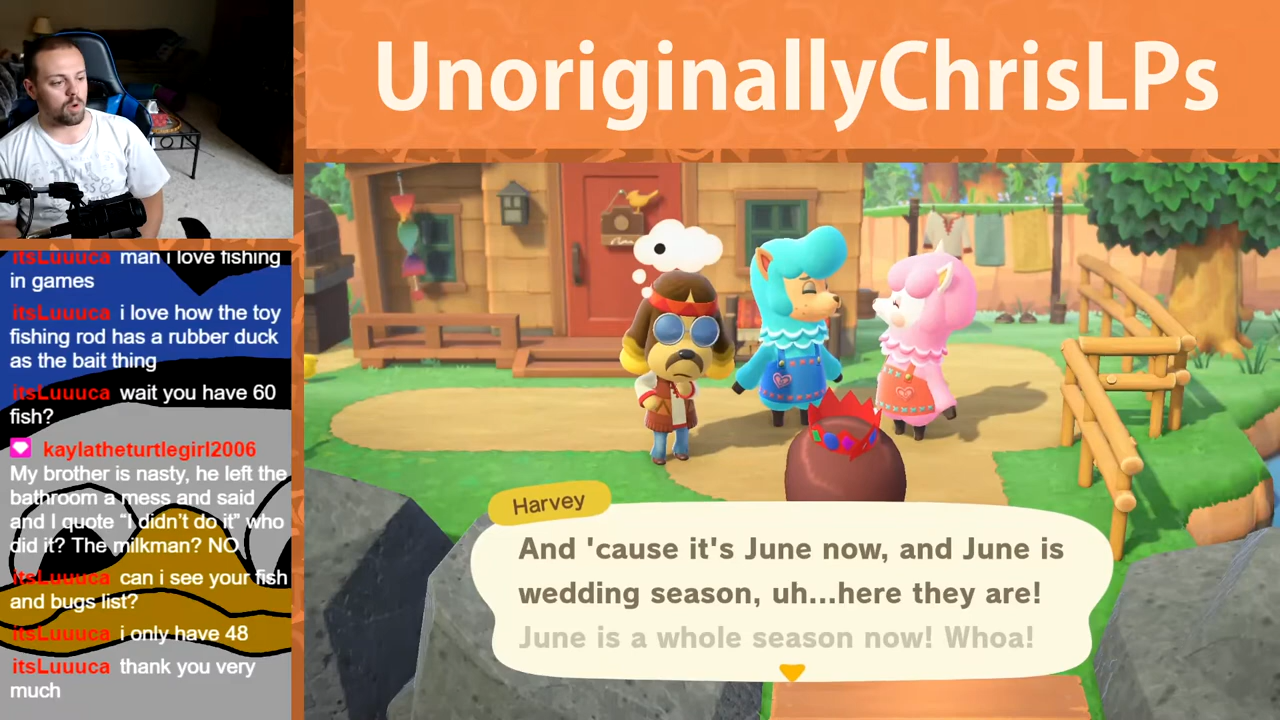 UnoriginallyChrisLPs
itsLuuuca man I love fishing
in games
itsLuuuca i love how the toy
fishing rod has a rubber duck
as the bait thing
itsLuuuca wait you have 60
fish?
kaylatheturtlegirl2006
My brother is nasty, he left the
bathroom a mess and said
and I quote “I didn’t do it” who
did it? The milkman? NO
itsLuuuca can i see your fish
and bugs list?
itsLuuuca i only have 48
itsLuuuca thank you very
much
Harvey
And 'cause it's June now, and June is
wedding season, uh...here they are!
June is a whole season now! Whoa!